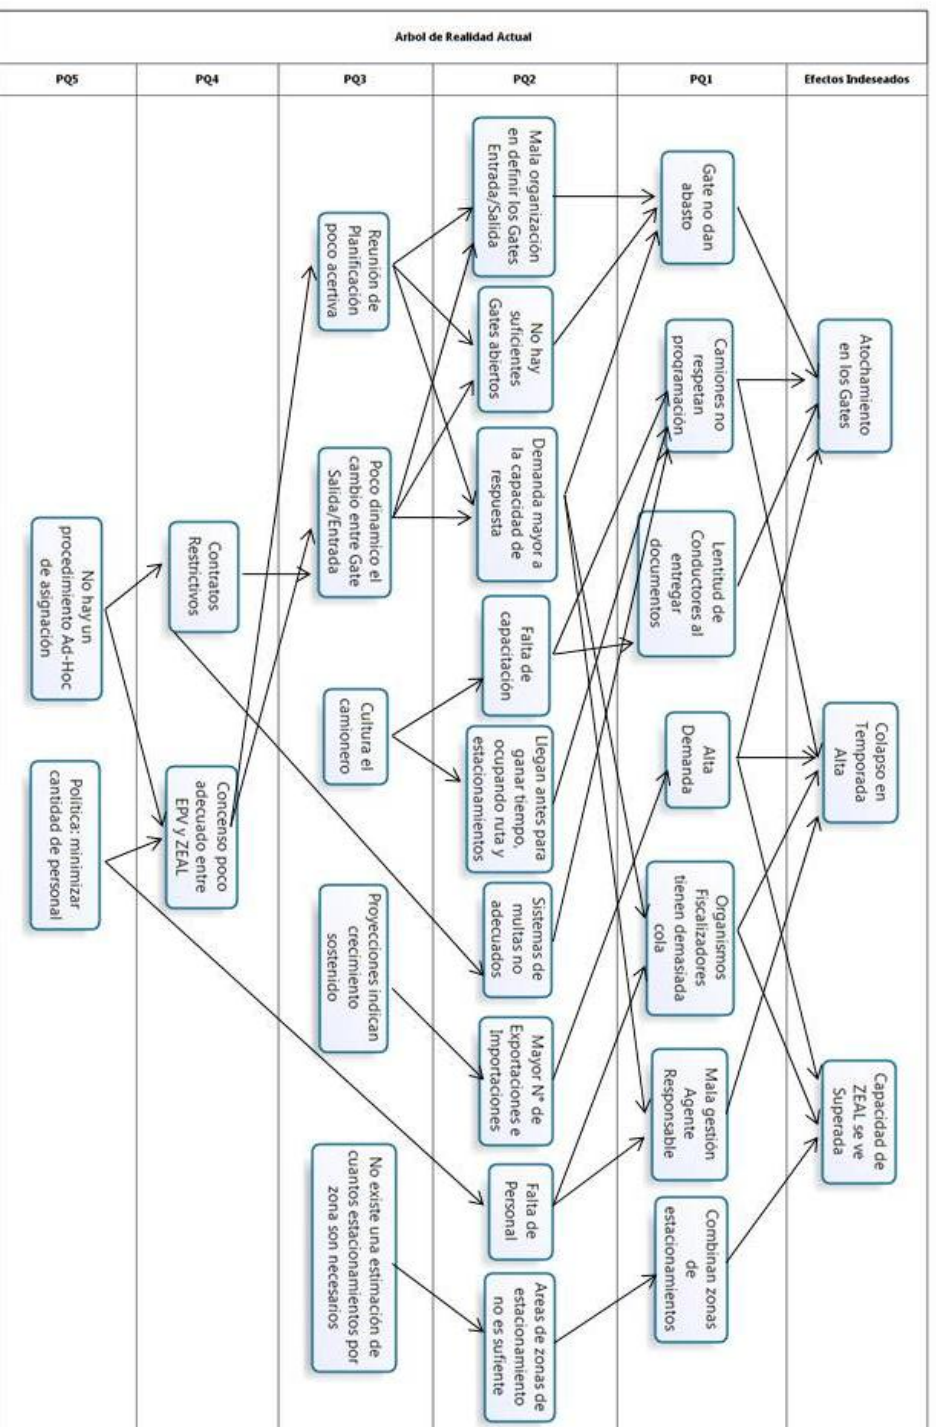 Arbol de Realidad Actual
PQ5
PQ4
PQ3
PQ2
PQ1
Efectos Indeseados
No hay un
procedimiento Ad-Hoc
de asignación
Política: minimizar
cantidad de personal
Contratos
Restrictivos
Concenso poco
adecuado entre
EPV y ZEAL
Reunión de
Planificación
poco acertiva
Poco dinamico el
cambio entre Gate
Salida/Entrada
Cultura el
camionero
Proyecciones indican
crecimiento
sostenido
No existe una estimación de
cuantos estacionamientos por
zona son necesarios
Mala organización
en definir los Gates
Entrada/Salida
No hay
suficientes
Gates abiertos
Demanda mayor a
la capacidad de
respuesta
Falta de
capacitación
Llegan antes para
ganar tiempo,
ocupando ruta y
estacionamientos
Sistemas de
multas no
adecuados
Mayor N° de
Exportaciones e
Importaciones
Falta de
Personal
Areas de zonas de
estacionamiento
no es sufiente
Gate no dan
abasto
Camiones no
respetan
programación
Lentitud de
Conductores al
entregar
documentos
Alta
Demanda
Organismos
Fiscalizadores
tienen demasiada
cola
Mala gestión
Agente
Responsable
Combinan zonas
de
estacionamientos
Atochamiento
en los Gates
Colapso en
Temporada
Alta
Capacidad de
ZEAL se ve
Superada